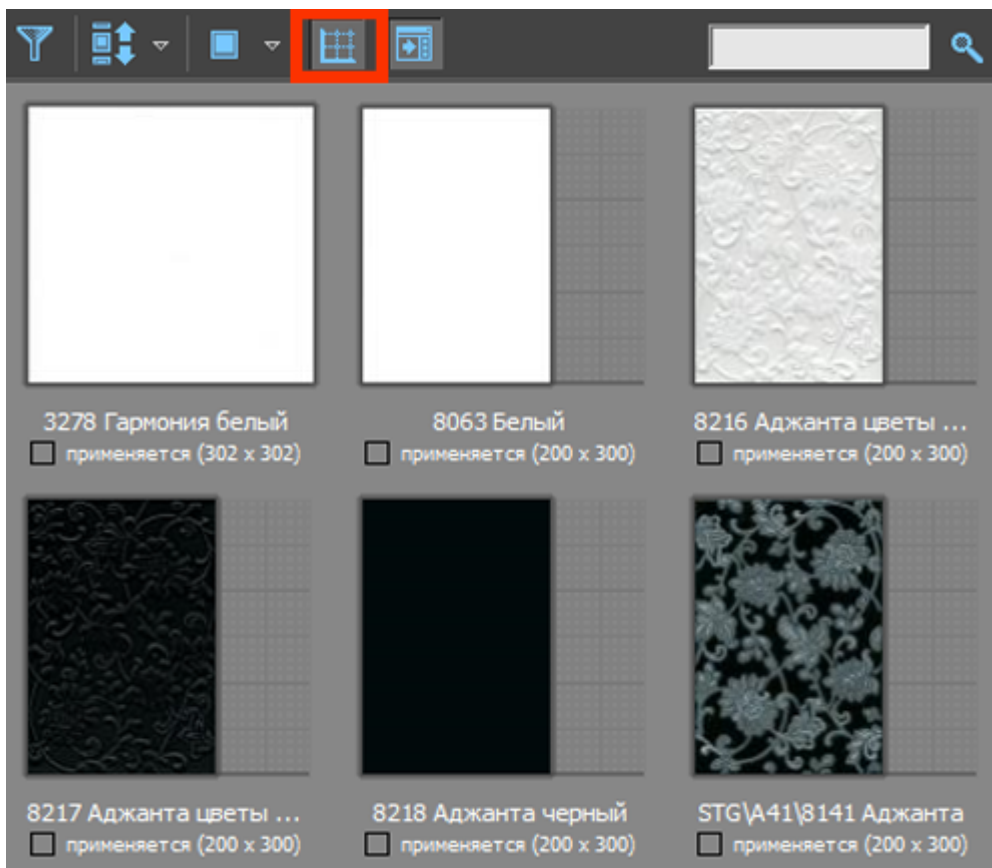 3278 Гармония белый
применяется (302 x 302)
8063 Белый
применяется (200 x 300)
8216 Аджанта цветы ...
применяется (200 x 300)
8217 Аджанта цветы ...
применяется (200 x 300)
8218 Аджанта черный
применяется (200 x 300)
STG\A41\8141 Аджанта
применяется (200 x 300)